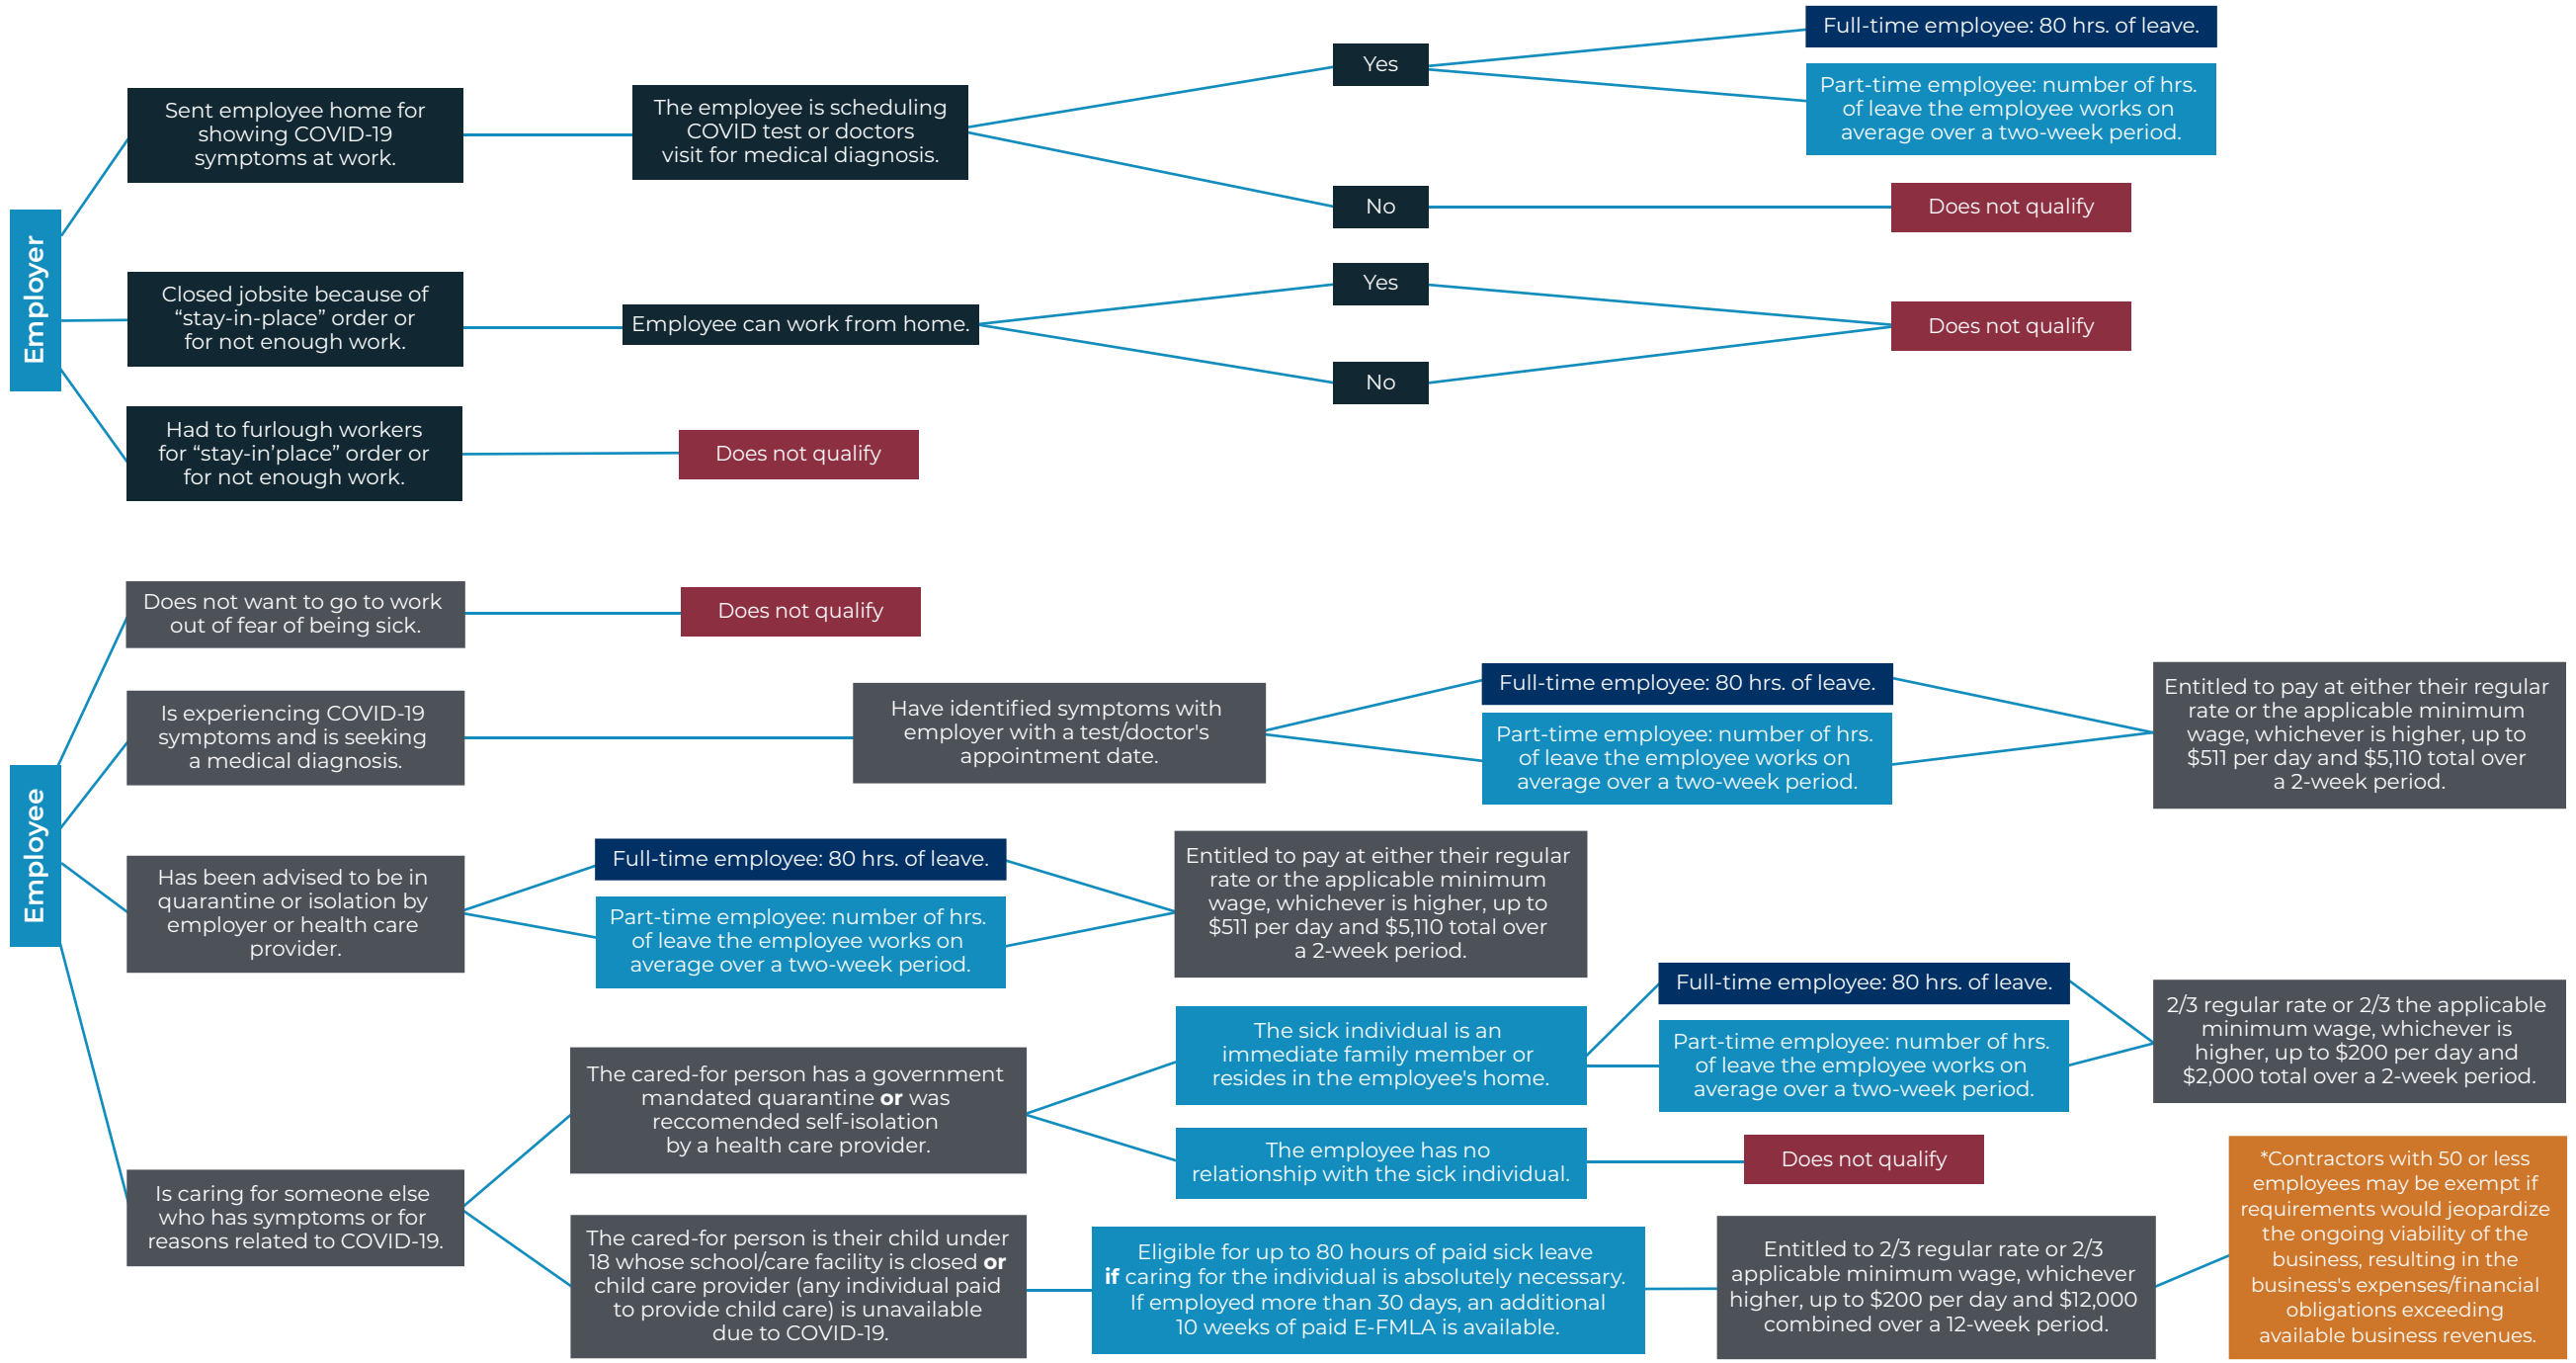 Employer
Sent employee home for
showing COVID-19
symptoms at work.
The employee is scheduling
COVID test or doctors
visit for medical diagnosis.
Yes
Full-time employee: 80 hrs. of leave.
Part-time employee: number of hrs.
of leave the employee works on
average over a two-week period.
No
Does not qualify
Closed jobsite because of
“stay-in-place” order or
for not enough work.
Employee can work from home.
Yes
No
Does not qualify
Had to furlough workers
for “stay-in’place” order or
for not enough work.
Does not qualify
Employee
Does not want to go to work
out of fear of being sick.
Does not qualify
Is experiencing COVID-19
symptoms and is seeking
a medical diagnosis.
Have identified symptoms with
employer with a test/doctor's
appointment date.
Full-time employee: 80 hrs. of leave.
Part-time employee: number of hrs.
of leave the employee works on
average over a two-week period.
Entitled to pay at either their regular
rate or the applicable minimum
wage, whichever is higher, up to
$511 per day and $5,110 total over
a 2-week period.
Has been advised to be in
quarantine or isolation by
employer or health care
provider.
Full-time employee: 80 hrs. of leave.
Part-time employee: number of hrs.
of leave the employee works on
average over a two-week period.
Entitled to pay at either their regular
rate or the applicable minimum
wage, whichever is higher, up to
$511 per day and $5,110 total over
a 2-week period.
Is caring for someone else
who has symptoms or for
reasons related to COVID-19.
The cared-for person has a government
mandated quarantine or was
reccomended self-isolation
by a health care provider.
The sick individual is an
immediate family member or
resides in the employee's home.
Full-time employee: 80 hrs. of leave.
Part-time employee: number of hrs.
of leave the employee works on
average over a two-week period.
2/3 regular rate or 2/3 the applicable
minimum wage, whichever is
higher, up to $200 per day and
$2,000 total over a 2-week period.
The employee has no
relationship with the sick individual.
Does not qualify
The cared-for person is their child under
18 whose school/care facility is closed or
child care provider (any individual paid
to provide child care) is unavailable
due to COVID-19.
Eligible for up to 80 hours of paid sick leave
if caring for the individual is absolutely necessary.
If employed more than 30 days, an additional
10 weeks of paid E-FMLA is available.
Entitled to 2/3 regular rate or 2/3
applicable minimum wage, whichever
higher, up to $200 per day and $12,000
combined over a 12-week period.
*Contractors with 50 or less
employees may be exempt if
requirements would jeopardize
the ongoing viability of the
business, resulting in the
business's expenses/financial
obligations exceeding
available business revenues.